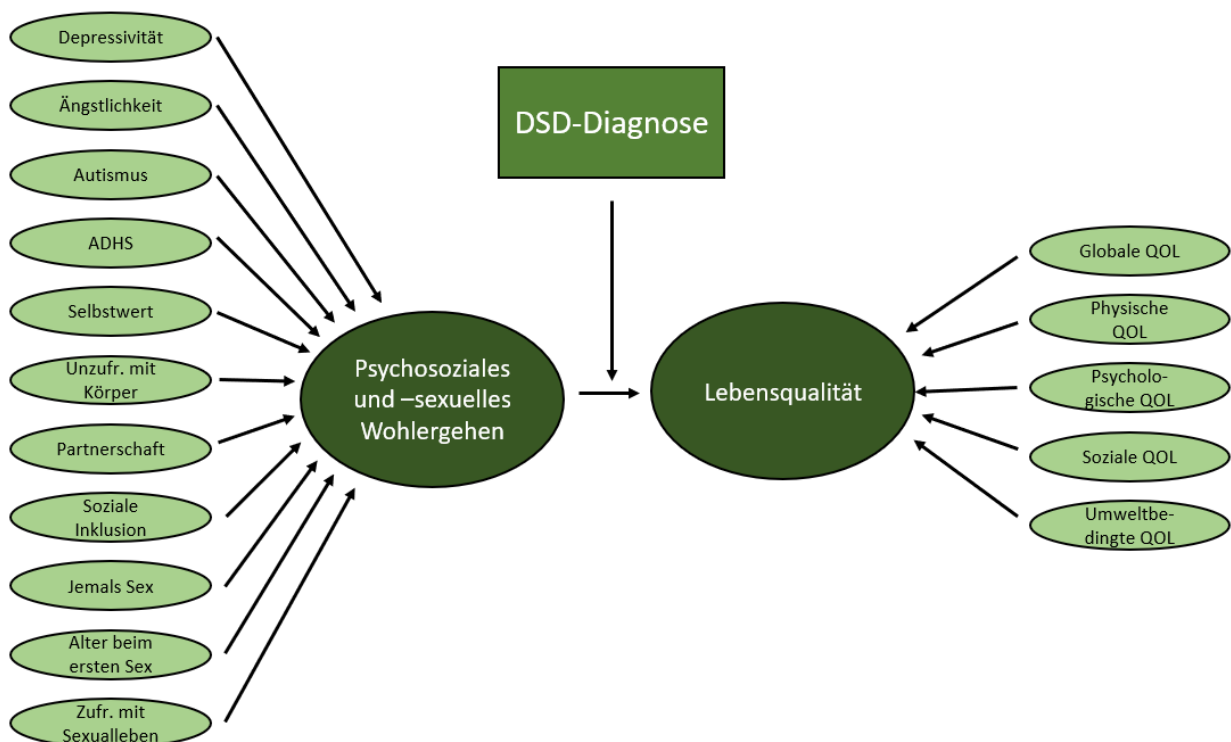 Depressivität
Ängstlichkeit
Autismus
ADHS
Selbstwert
Unzufr. mit
Körper
Partnerschaft
Soziale
Inklusion
Jemals Sex
Alter beim
ersten Sex
Zufr. mit
Sexualleben
DSD-Diagnose
Psychosoziales
und –sexuelles
Wohlergehen
Lebensqualität
Globale QOL
Physische
QOL
Psycholo-
gische QOL
Soziale QOL
Umweltbe-
dingte QOL